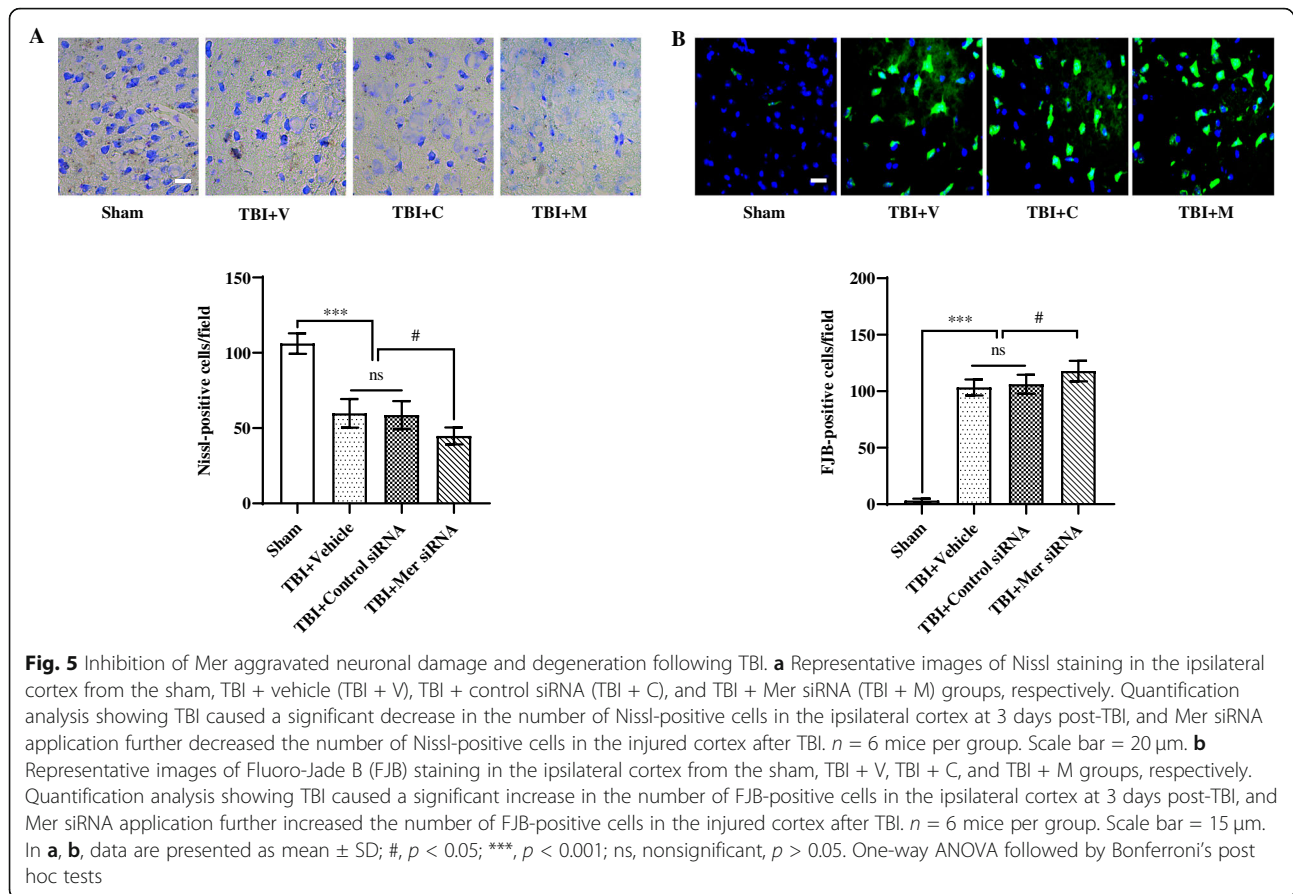 A
B
Sham
TBI+V
TBI+C
TBI+M
Sham
TBI+V
TBI+C
TBI+M
150
100
50
0
Nissl-positive cells/field
***
#
ns
Sham
TBI+Vehicle
TBI+Control siRNA
TBI+Mer siRNA
200
150
100
50
0
FJB-positive cells/field
***
#
ns
Sham
TBI+Vehicle
TBI+Control siRNA
TBI+Mer siRNA
Fig. 5 Inhibition of Mer aggravated neuronal damage and degeneration following TBI. a Representative images of Nissl staining in the ipsilateral
cortex from the sham, TBI + vehicle (TBI + V), TBI + control siRNA (TBI + C), and TBI + Mer siRNA (TBI + M) groups, respectively. Quantification
analysis showing TBI caused a significant decrease in the number of Nissl-positive cells in the ipsilateral cortex at 3 days post-TBI, and Mer siRNA
application further decreased the number of Nissl-positive cells in the injured cortex after TBI. n = 6 mice per group. Scale bar = 20 μm. b
Representative images of Fluoro-Jade B (FJB) staining in the ipsilateral cortex from the sham, TBI + V, TBI + C, and TBI + M groups, respectively.
Quantification analysis showing TBI caused a significant increase in the number of FJB-positive cells in the ipsilateral cortex at 3 days post-TBI, and
Mer siRNA application further increased the number of FJB-positive cells in the injured cortex after TBI. n = 6 mice per group. Scale bar = 15 μm.
In a, b, data are presented as mean ± SD; #, p < 0.05; ***, p < 0.001; ns, nonsignificant, p > 0.05. One-way ANOVA followed by Bonferroni's post
hoc tests